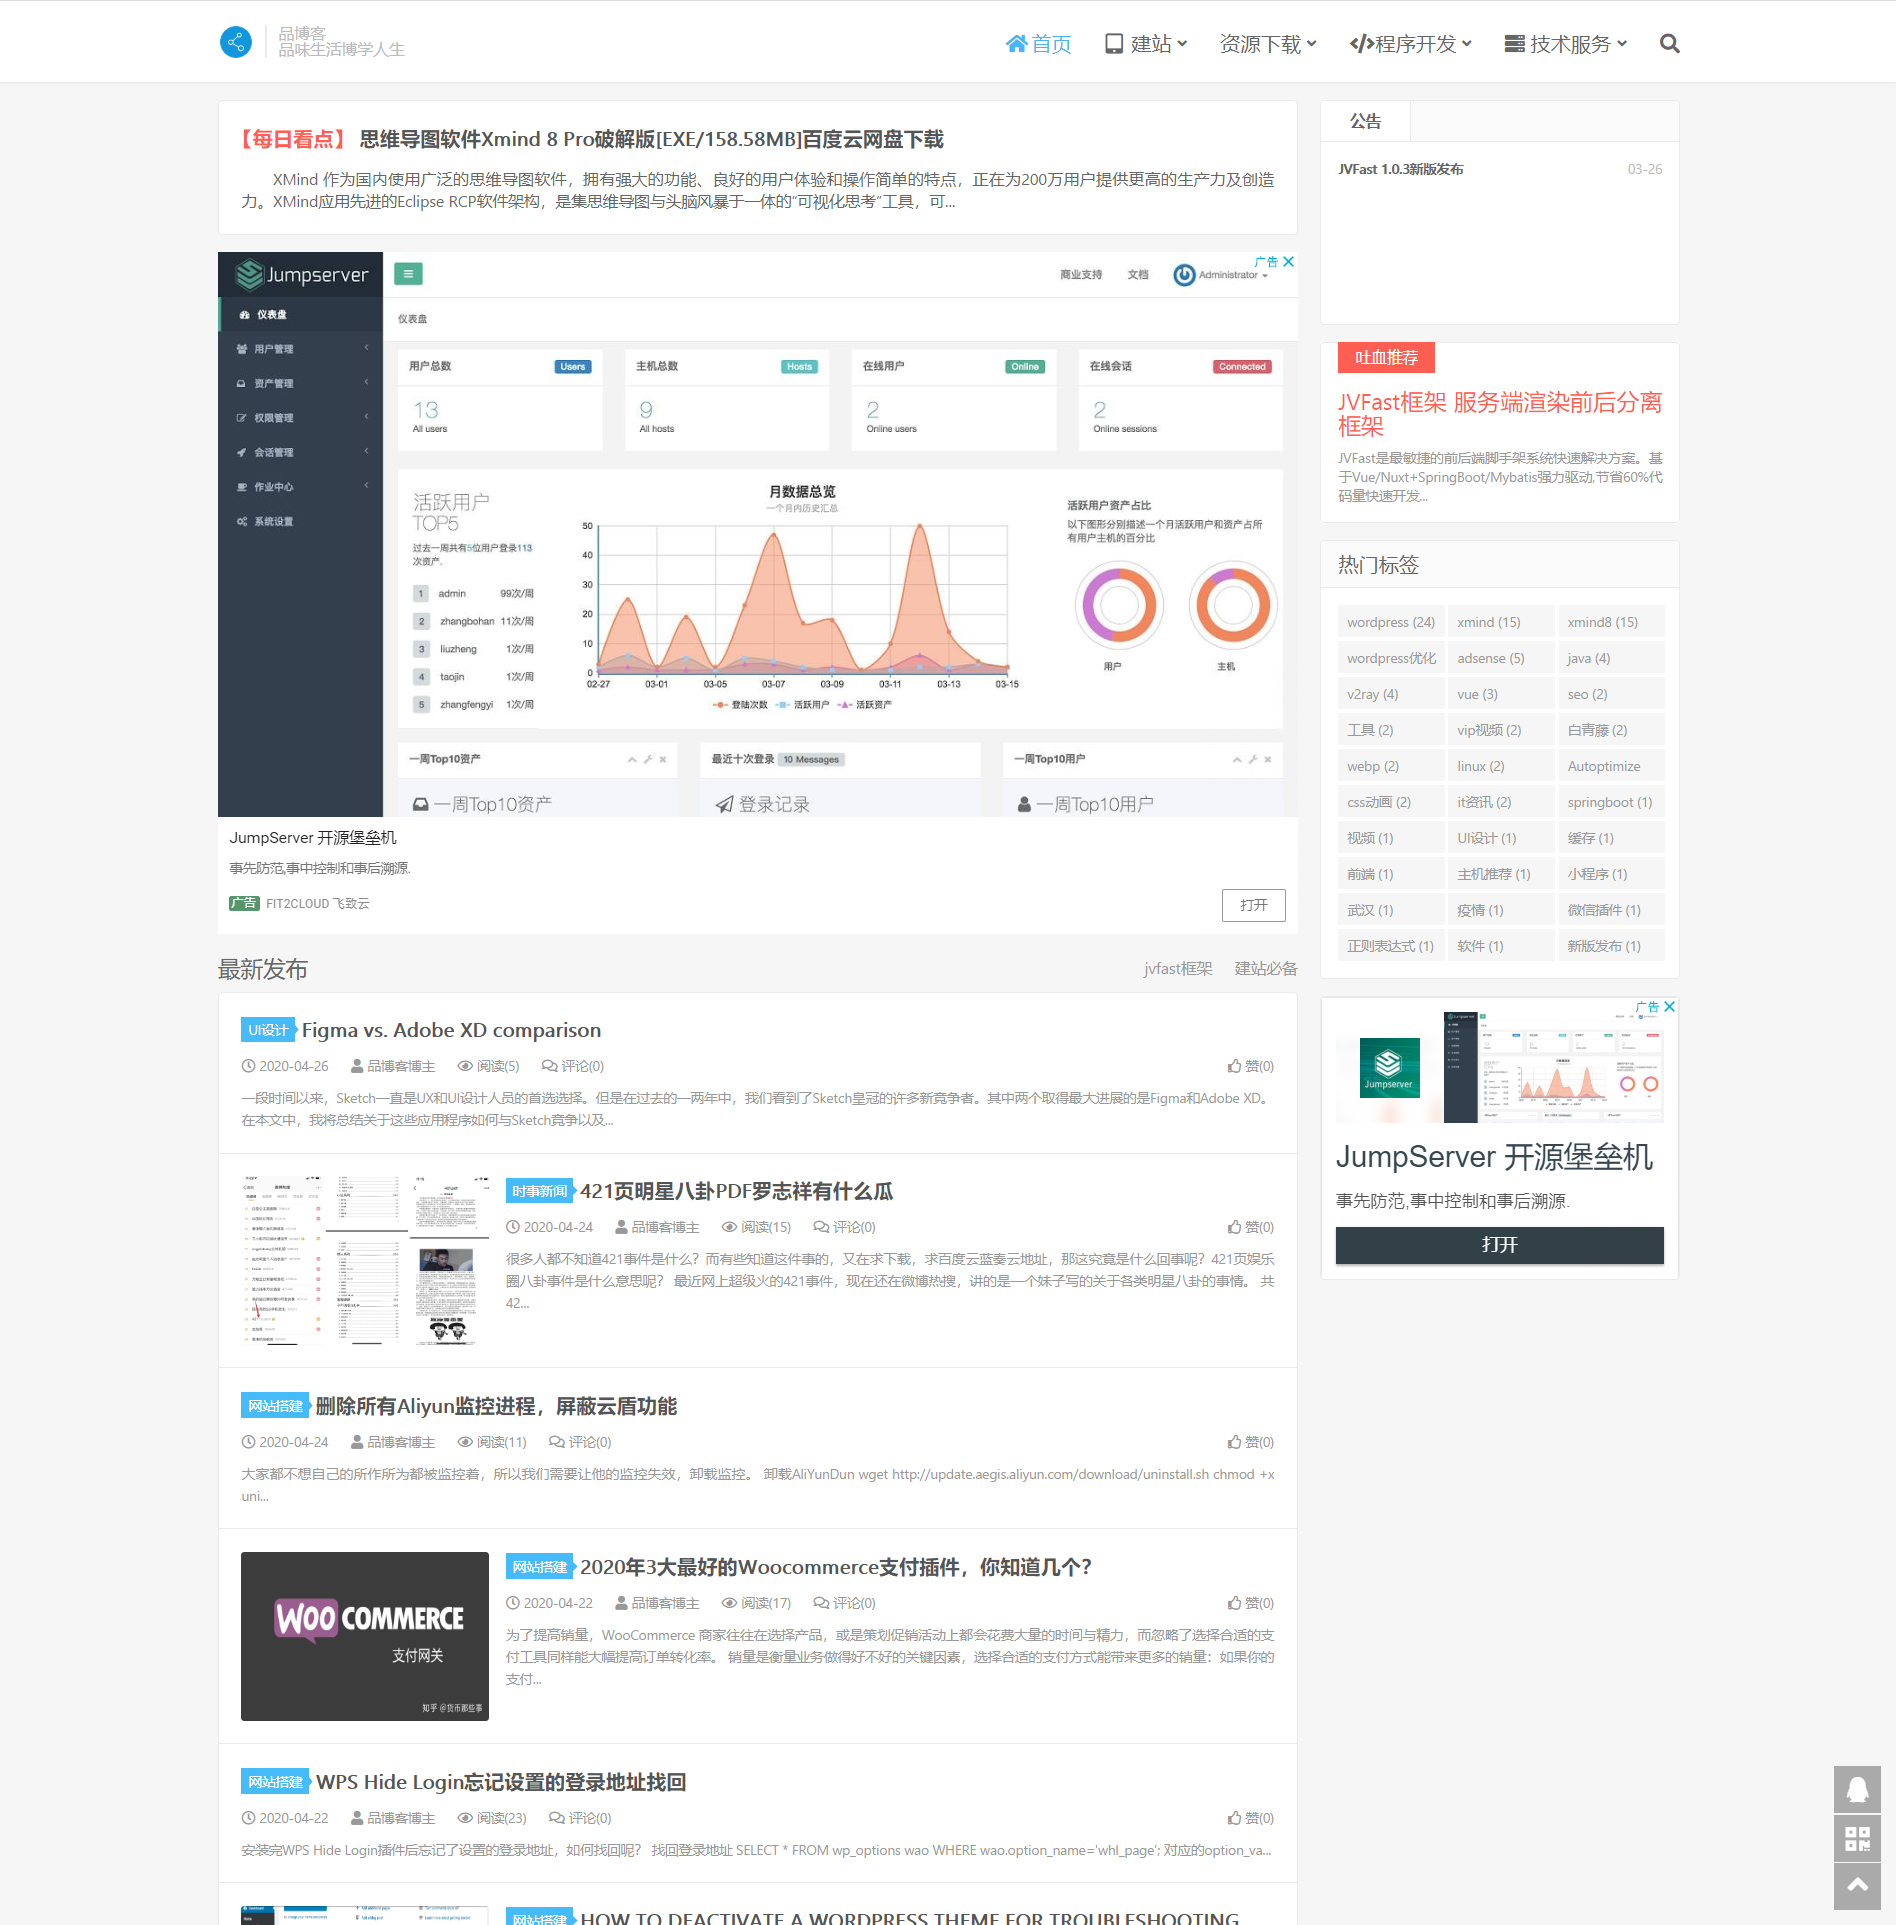 品博客
品味生活博学人生
首页
建站
资源下载
程序开发
技术服务
【每日看点】 思维导图软件Xmind 8 Pro破解版[EXE/158.58MB]百度云网盘下载
XMind 作为国内使用广泛的思维导图软件，拥有强大的功能、良好的用户体验和操作简单的特点，正在为200万用户提供更高的生产力及创造
力。XMind应用先进的Eclipse RCP软件架构，是集思维导图与头脑风暴于一体的“可视化思考”工具，可...
Jumpserver
商业支持 文档 Administrator
广告
仪表盘
用户管理
资产管理
权限管理
会话管理
作业中心
系统设置
仪表盘
用户总数 Users
13
All users
主机总数 Hosts
9
All hosts
在线用户 Online
2
Online users
在线会话 Connected
2
Online sessions
活跃用户
TOP5
过去一周共有5位用户登录113
次资产.
1 admin 99次/周
2 zhangbohan 11次/周
3 liuzheng 1次/周
4 taojin 1次/周
5 zhangfengyi 1次/周
月数据总览
一个月内历史汇总
50
40
30
20
10
0
02-27 03-01 03-05 03-07 03-09 03-11 03-13 03-15
登陆次数 活跃用户 活跃资产
活跃用户资产占比
以下图形分别描述一个月活跃用户和资产占所
有用户主机的百分比
用户 主机
一周Top10资产
一周Top10资产
最近十次登录 10 Messages
登录记录
一周Top10用户
一周Top10用户
JumpServer 开源堡垒机
事先防范,事中控制和事后溯源.
广告 FIT2CLOUD 飞致云
打开
最新发布
jvfast框架 建站必备
UI设计 Figma vs. Adobe XD comparison
2020-04-26 品博客博主 阅读(5) 评论(0) 赞(0)
一段时间以来，Sketch一直是UX和UI设计人员的首选选择。但是在过去的一两年中，我们看到了Sketch皇冠的许多新竞争者。其中两个取得最大进展的是Figma和Adobe XD。
在本文中，我将总结关于这些应用程序如何与Sketch竞争以及...
时事新闻 421页明星八卦PDF罗志祥有什么瓜
2020-04-24 品博客博主 阅读(15) 评论(0) 赞(0)
很多人都不知道421事件是什么？而有些知道这件事的，又在求下载，求百度云蓝奏云地址，那这究竟是什么回事呢？421页娱乐
圈八卦事件是什么意思呢？ 最近网上超级火的421事件，现在还在微博热搜，讲的是一个妹子写的关于各类明星八卦的事情。 共
42...
网站搭建 删除所有Aliyun监控进程，屏蔽云盾功能
2020-04-24 品博客博主 阅读(11) 评论(0) 赞(0)
大家都不想自己的所作所为都被监控着，所以我们需要让他的监控失效，卸载监控。 卸载AliYunDun wget http://update.aegis.aliyun.com/download/uninstall.sh chmod +x
uni...
WOO COMMERCE
支付网关
知乎 @货币那些事
网站搭建 2020年3大最好的Woocommerce支付插件，你知道几个？
2020-04-22 品博客博主 阅读(17) 评论(0) 赞(0)
为了提高销量，WooCommerce 商家往往在选择产品，或是策划促销活动上都会花费大量的时间与精力，而忽略了选择合适的支
付工具同样能大幅提高订单转化率。 销量是衡量业务做得好不好的关键因素，选择合适的支付方式能带来更多的销量：如果你的
支付...
网站搭建 WPS Hide Login忘记设置的登录地址找回
2020-04-22 品博客博主 阅读(23) 评论(0) 赞(0)
安装完WPS Hide Login插件后忘记了设置的登录地址，如何找回呢？ 找回登录地址 SELECT * FROM wp_options wao WHERE wao.option_name='whl_page'; 对应的option_va...
网站搭建 HOW TO DEACTIVATE A WORDPRESS THEME FOR TROUBLESHOOTING
公告
JVFast 1.0.3新版发布 03-26
吐血推荐
JVFast框架 服务端渲染前后分离
框架
JVFast是最敏捷的前后端脚手架系统快速解决方案。基
于Vue/Nuxt+SpringBoot/Mybatis强力驱动,节省60%代
码量快速开发...
热门标签
wordpress (24) xmind (15) xmind8 (15)
wordpress优化 adsense (5) java (4)
v2ray (4) vue (3) seo (2)
工具 (2) vip视频 (2) 白青藤 (2)
webp (2) linux (2) Autoptimize
css动画 (2) it资讯 (2) springboot (1)
视频 (1) UI设计 (1) 缓存 (1)
前端 (1) 主机推荐 (1) 小程序 (1)
武汉 (1) 疫情 (1) 微信插件 (1)
正则表达式 (1) 软件 (1) 新版发布 (1)
广告
Jumpserver
JumpServer 开源堡垒机
事先防范,事中控制和事后溯源.
打开